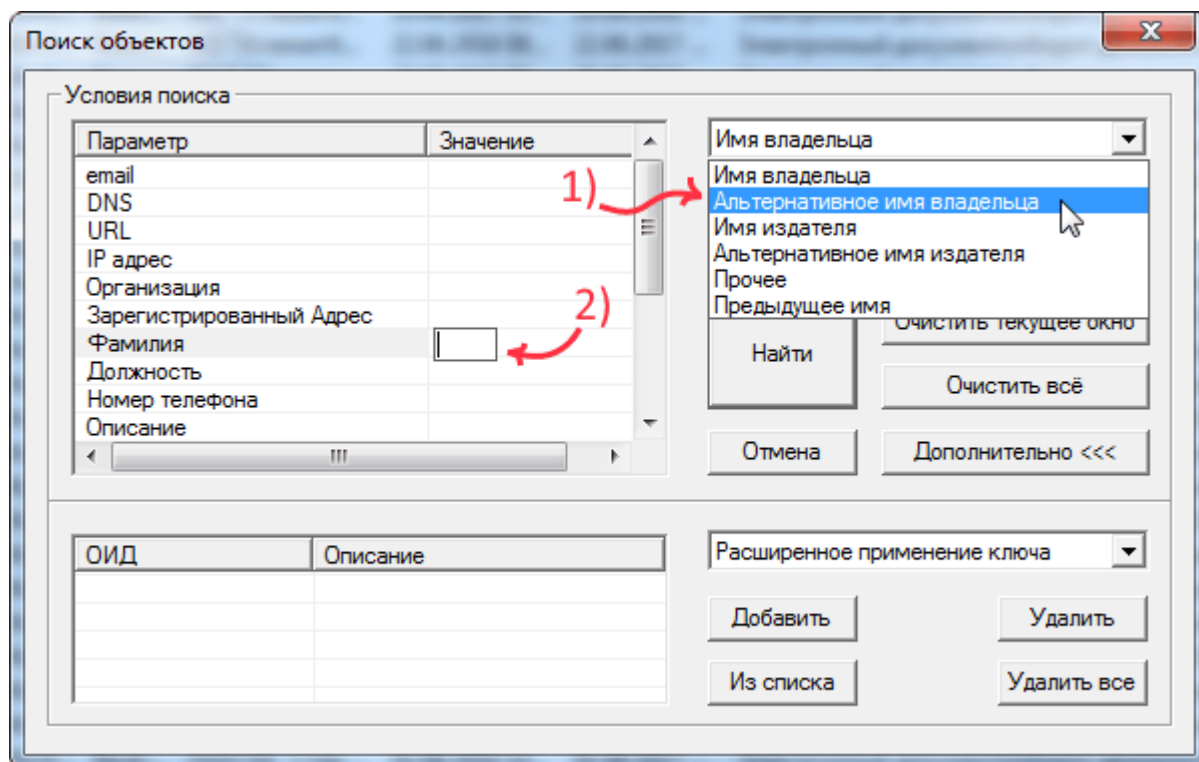 Поиск объектов
Условия поиска
Параметр Значение
email
DNS
URL
IP адрес
Организация
Зарегистрированный Адрес
Фамилия
Должность
Номер телефона
Описание
1)
2)
Имя владельца
Имя владельца
Альтернативное имя владельца
Имя издателя
Альтернативное имя издателя
Прочее
Предыдущее имя
Очистить текущее окно
Найти
Очистить всё
Отмена
Дополнительно <<<
ОИД Описание
Расширенное применение ключа
Добавить
Удалить
Из списка
Удалить все